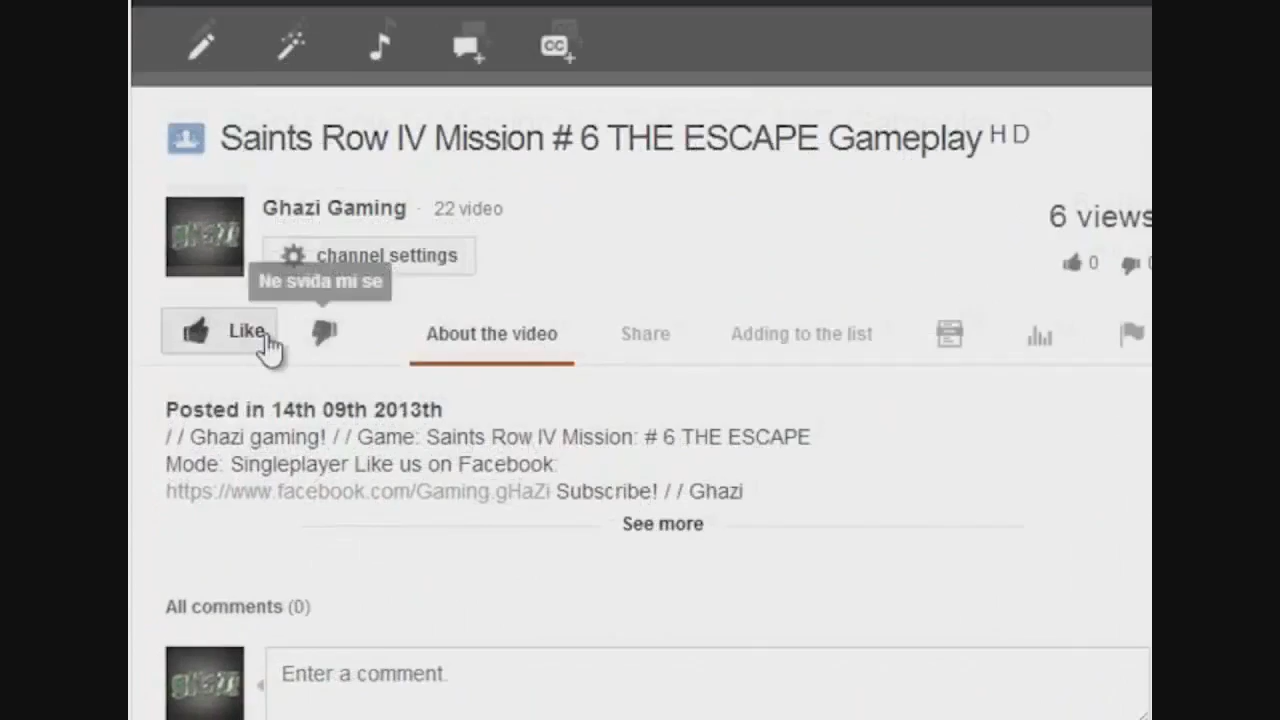 CC
Saints Row IV Mission # 6 THE ESCAPE Gameplay HD
Ghazi Gaming · 22 video
6 views
channel settings
0
Ne sviđa mi se
Like
About the video
Share
Adding to the list
Posted in 14th 09th 2013th
/ / Ghazi gaming! / / Game: Saints Row IV Mission: # 6 THE ESCAPE
Mode: Singleplayer Like us on Facebook:
https://www.facebook.com/Gaming.gHaZi Subscribe! / / Ghazi
See more
All comments (0)
Enter a comment.